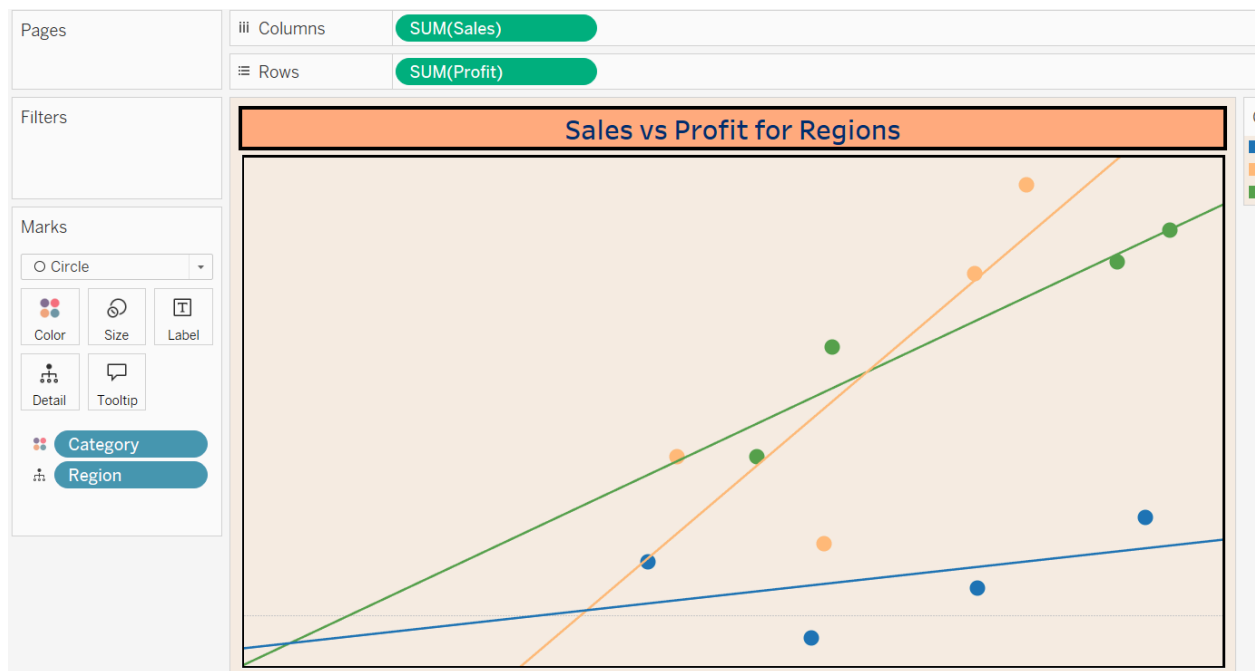 Pages
Columns
SUM(Sales)
Rows
SUM(Profit)
Filters
Sales vs Profit for Regions
Marks
Circle
Color
Size
Label
Detail
Tooltip
Category
Region